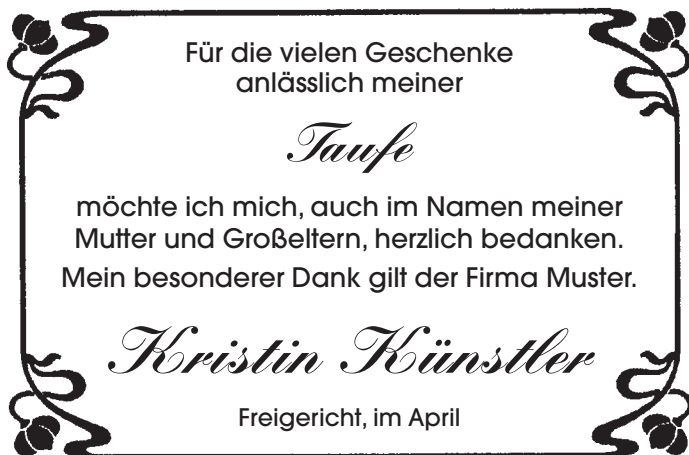 Für die vielen Geschenke
anlässlich meiner
Taufe
möchte ich mich, auch im Namen meiner
Mutter und Großeltern, herzlich bedanken.
Mein besonderer Dank gilt der Firma Muster.
Kristin Künstler
Freigericht, im April